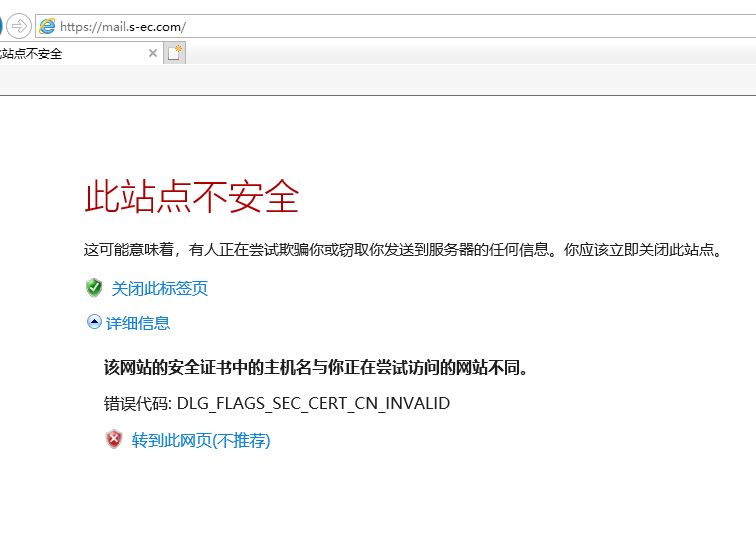 https://mail.s-ec.com/
站点不安全
此站点不安全
这可能意味着，有人正在尝试欺骗你或窃取你发送到服务器的任何信息。你应该立即关闭此站点。
关闭此标签页
详细信息
该网站的安全证书中的主机名与你正在尝试访问的网站不同。
错误代码: DLG_FLAGS_SEC_CERT_CN_INVALID
转到此网页(不推荐)